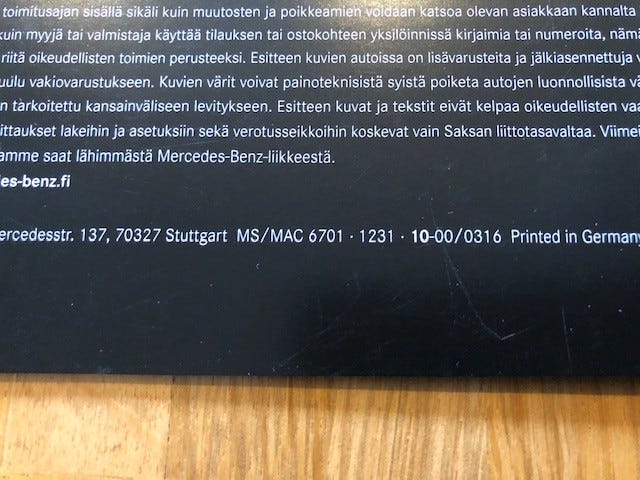 toimitusajan sisällä sikäli kuin muutosten ja poikkeamien voidaan katsoa olevan asiakkaan kannalta
kuin myyjä tai valmistaja käyttää tilauksen tai ostokohteen yksilöinnissä kirjaimia tai numeroita, nämä
riitä oikeudellisten toimien perusteeksi. Esitteen kuvien autoissa on lisävarusteita ja jälkiasennettuja v
uulu vakiovarustukseen. Kuvien värit voivat painoteknisistä syistä poiketa autojen luonnollisista vä
n tarkoitettu kansainväliseen levitykseen. Esitteen kuvat ja tekstit eivät kelpaa oikeudellisten vaa
ittaukset lakeihin ja asetuksiin sekä verotusseikkoihin koskevat vain Saksan liittotasavaltaa. Viimei
amme saat lähimmästä Mercedes-Benz-liikkeestä.
es-benz.fi
ercedesstr. 137, 70327 Stuttgart MS/MAC 6701 · 1231 · 10-00/0316 Printed in Germany